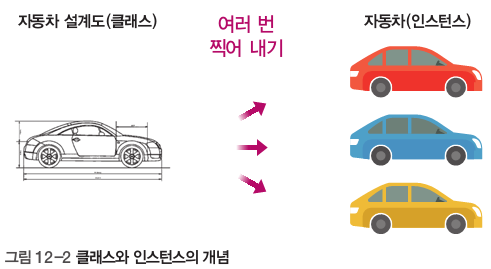 자동차 설계도(클래스)
여러 번
찍어 내기
자동차(인스턴스)
그림 12-2 클래스와 인스턴스의 개념